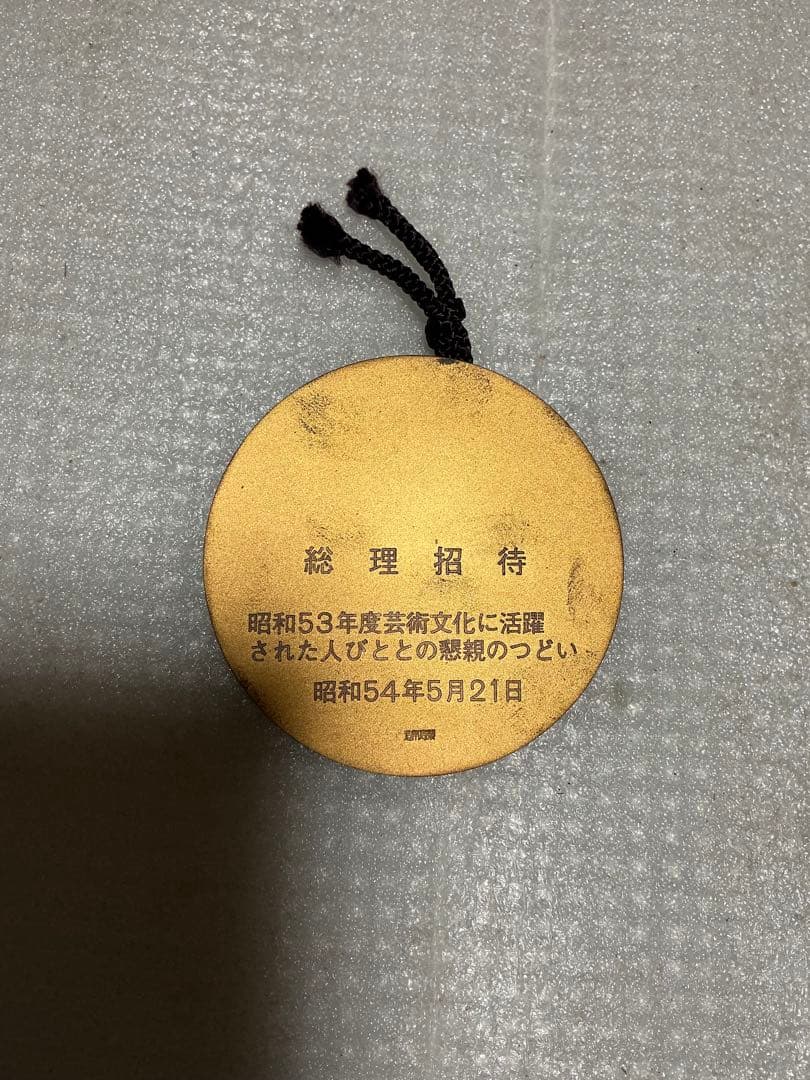 総理招待
昭和53年度芸術文化に活躍
された人びととの懇親のつどい
昭和54年5月21日